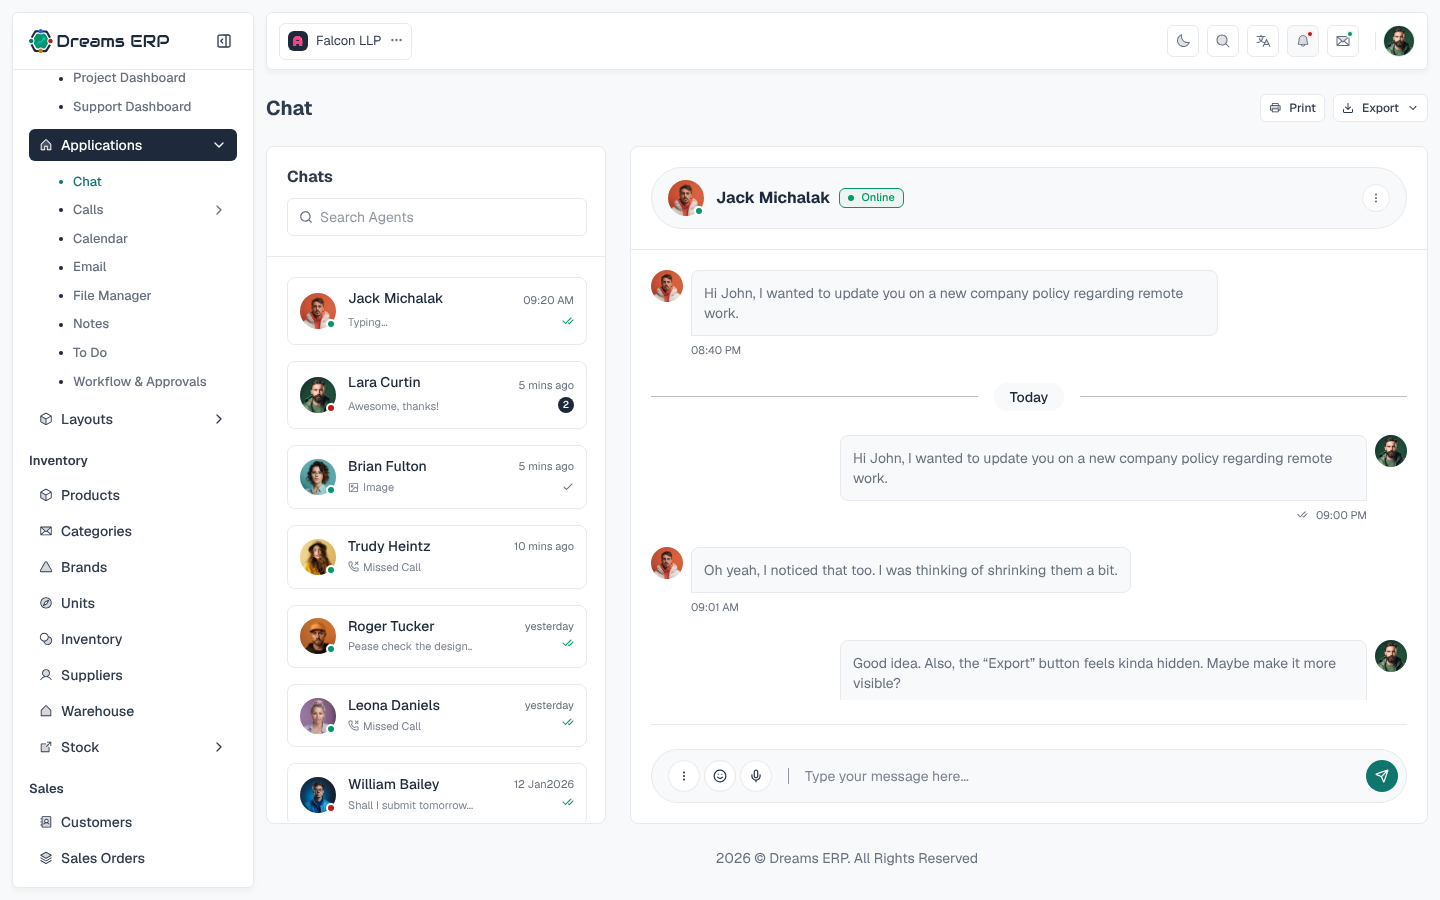 Dreams ERP
Project Dashboard
Support Dashboard
Applications
Chat
Calls
Calendar
Email
File Manager
Notes
To Do
Workflow & Approvals
Layouts
Inventory
Products
Categories
Brands
Units
Inventory
Suppliers
Warehouse
Stock
Sales
Customers
Sales Orders
Falcon LLP
Chat
Print
Export
Chats
Search Agents
Jack Michalak
09:20 AM
Typing...
Lara Curtin
5 mins ago
Awesome, thanks!
2
Brian Fulton
5 mins ago
Image
Trudy Heintz
10 mins ago
Missed Call
Roger Tucker
yesterday
Pease check the design..
Leona Daniels
yesterday
Missed Call
William Bailey
12 Jan2026
Shall I submit tomorrow...
Jack Michalak
Online
Hi John, I wanted to update you on a new company policy regarding remote
work.
08:40 PM
Today
Hi John, I wanted to update you on a new company policy regarding remote
work.
09:00 PM
Oh yeah, I noticed that too. I was thinking of shrinking them a bit.
09:01 AM
Good idea. Also, the “Export” button feels kinda hidden. Maybe make it more
visible?
Type your message here...
2026 © Dreams ERP. All Rights Reserved